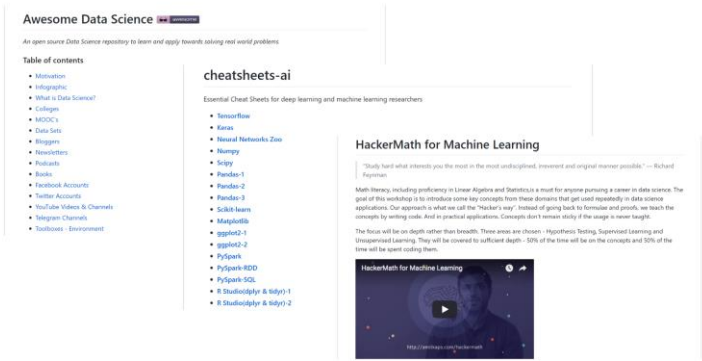 Awesome Data Science
An open source Data Science repository to learn and apply towards solving real world problems.
Table of contents
Motivation
Infographic
What is Data Science?
Colleges
MOOC's
Data Sets
Bloggers
Newsletters
Podcasts
Books
Facebook Accounts
Twitter Accounts
YouTube Videos & Channels
Telegram Channels
Toolboxes - Environment
cheatsheets-ai
Essential Cheat Sheets for deep learning and machine learning researchers
Tensorflow
Keras
Neural Networks Zoo
Numpy
Scipy
Pandas-1
Pandas-2
Pandas-3
Scikit-learn
Matplotlib
ggplot2-1
ggplot2-2
PySpark
PySpark-RDD
PySpark-SQL
R Studio(dplyr & tidyr)-1
R Studio(dplyr & tidyr)-2
HackerMath for Machine Learning
"Study hard what interests you the most in the most undisciplined, irreverent and original manner possible." — Richard
Feynman
Math literacy, including proficiency in Linear Algebra and Statistics,is a must for anyone pursuing a career in data science. The
goal of this workshop is to introduce some key concepts from these domains that get used repeatedly in data science
applications. Our approach is what we call the "Hacker's way". Instead of going back to formulae and proofs, we teach the
concepts by writing code. And in practical applications. Concepts don't remain sticky if the usage is never taught.
The focus will be on depth rather than breadth. Three areas are chosen - Hypothesis Testing, Supervised Learning and
Unsupervised Learning. They will be covered to sufficient depth - 50% of the time will be on the concepts and 50% of the
time will be spent coding them.
HackerMath for Machine Learning